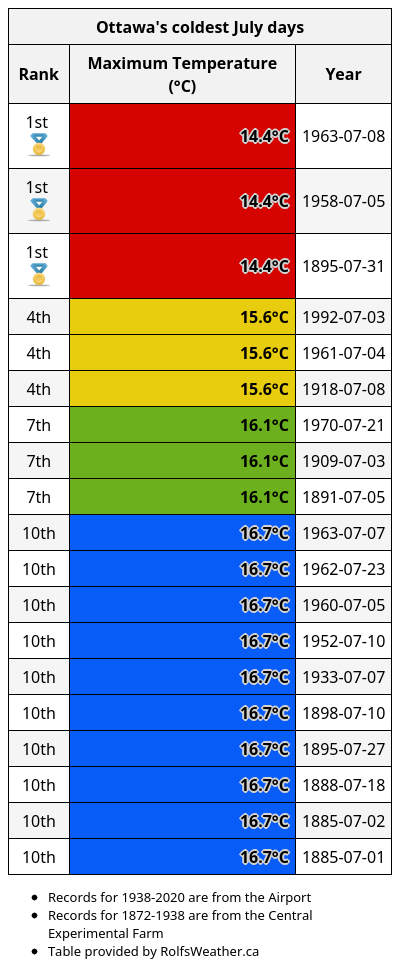 Ottawa's coldest July days
Rank Maximum Temperature (°C) Year
1st 14.4°C 1963-07-08
1st 14.4°C 1958-07-05
1st 14.4°C 1895-07-31
4th 15.6°C 1992-07-03
4th 15.6°C 1961-07-04
4th 15.6°C 1918-07-08
7th 16.1°C 1970-07-21
7th 16.1°C 1909-07-03
7th 16.1°C 1891-07-05
10th 16.7°C 1963-07-07
10th 16.7°C 1962-07-23
10th 16.7°C 1960-07-05
10th 16.7°C 1952-07-10
10th 16.7°C 1933-07-07
10th 16.7°C 1898-07-10
10th 16.7°C 1895-07-27
10th 16.7°C 1888-07-18
10th 16.7°C 1885-07-02
10th 16.7°C 1885-07-01
• Records for 1938-2020 are from the Airport
• Records for 1872-1938 are from the Central
Experimental Farm
• Table provided by RolfsWeather.ca